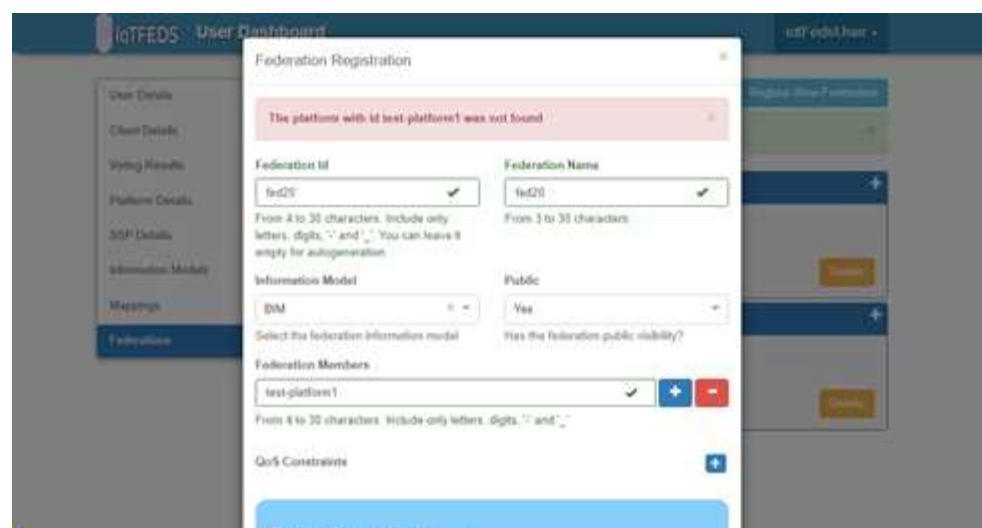 ioTFEDS User Dashboard
Federation Registration
×
User Details
Client Details
Voting Results
Platform Details
SSP Details
Information Models
Mappings
Federations
Register New Federation
The platform with id test-platform1 was not found
×
Federation Id
Federation Name
fed20
fed20
From 4 to 30 characters. Include only
letters, digits, '-' and '_'. You can leave it
empty for autogeneration
From 3 to 30 characters
Information Model
Public
BIM
× 
Yes
Select the federation information model
Has the federation public visibility?
Federation Members
test-platform1
+
-
From 4 to 30 characters. Include only letters, digits, '-' and '_'
QoS Constraints
+